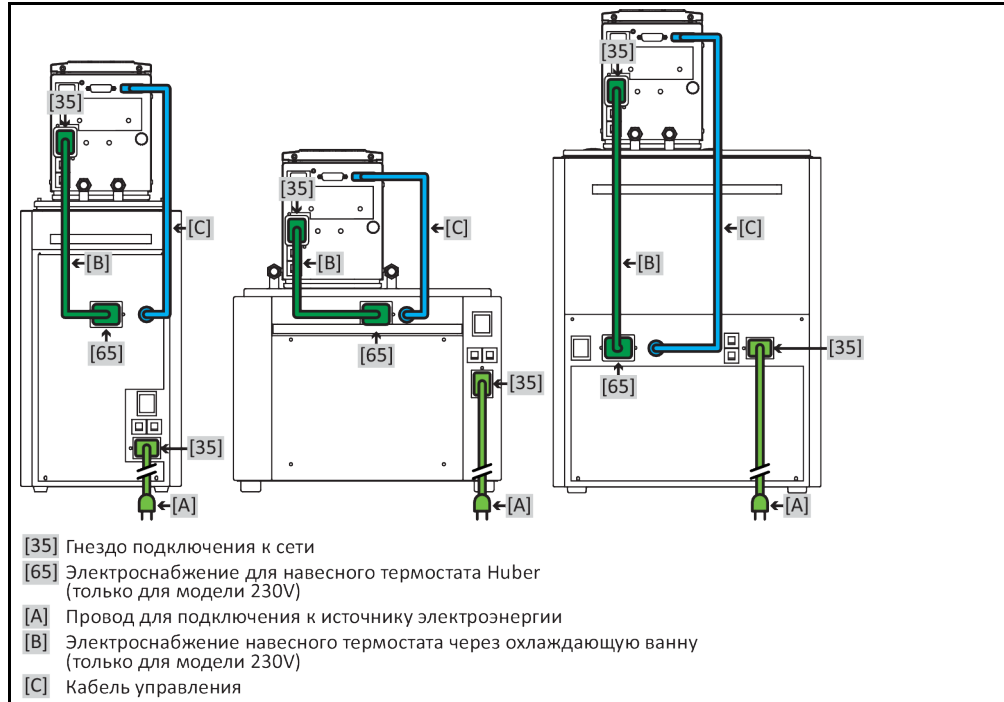 [35]
[35]
[35]
[C]
[C]
[C]
[B]
[B]
[B]
[65]
[65]
[65]
[35]
[35]
[35]
[A]
[A]
[A]
[35] Гнездо подключения к сети
[65] Электроснабжение для навесного термостата Huber
(только для модели 230V)
[A] Провод для подключения к источнику электроэнергии
[B] Электроснабжение навесного термостата через охлаждающую ванну
(только для модели 230V)
[C] Кабель управления